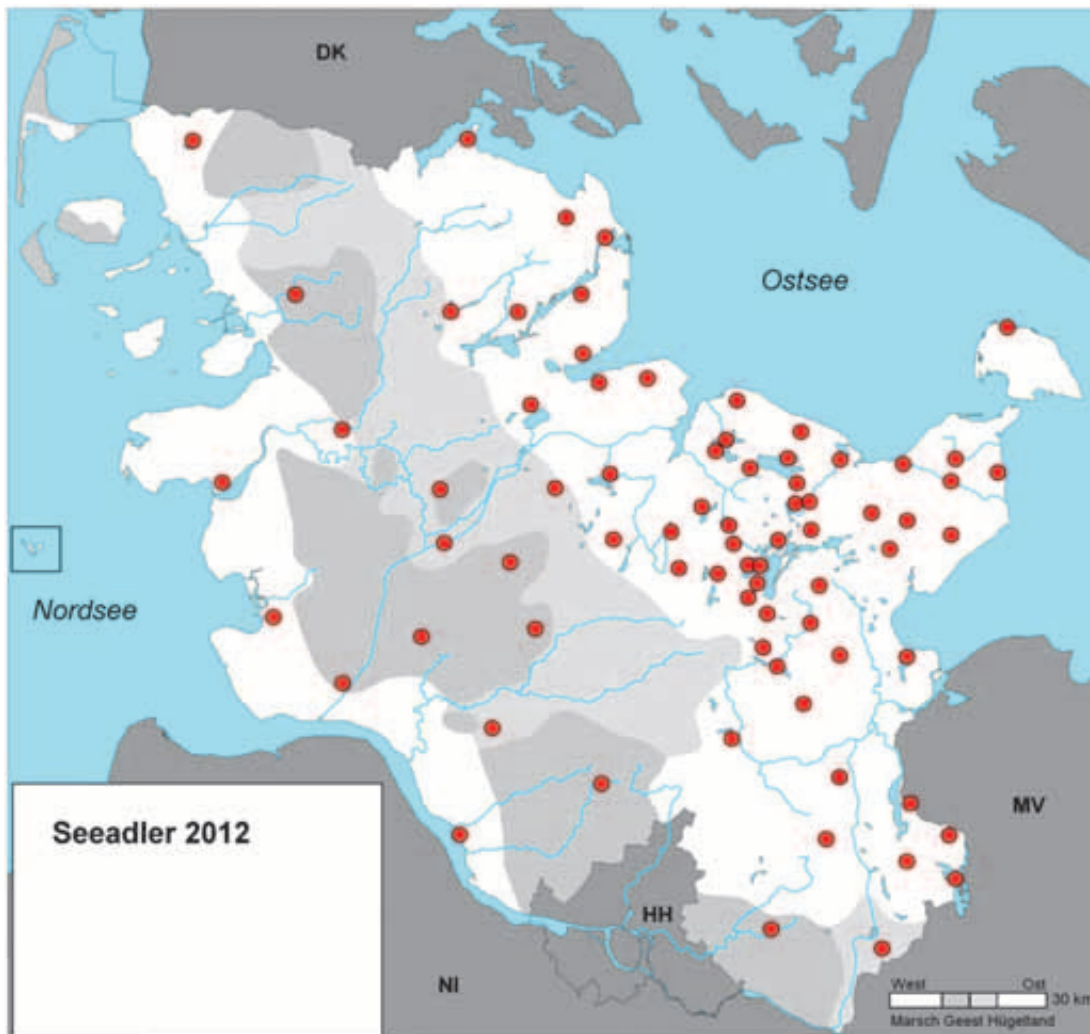 DK
Ostsee
Nordsee
Seeadler 2012
MV
HH
NI
West Ost
30 km
Marsch Geest Hügelland